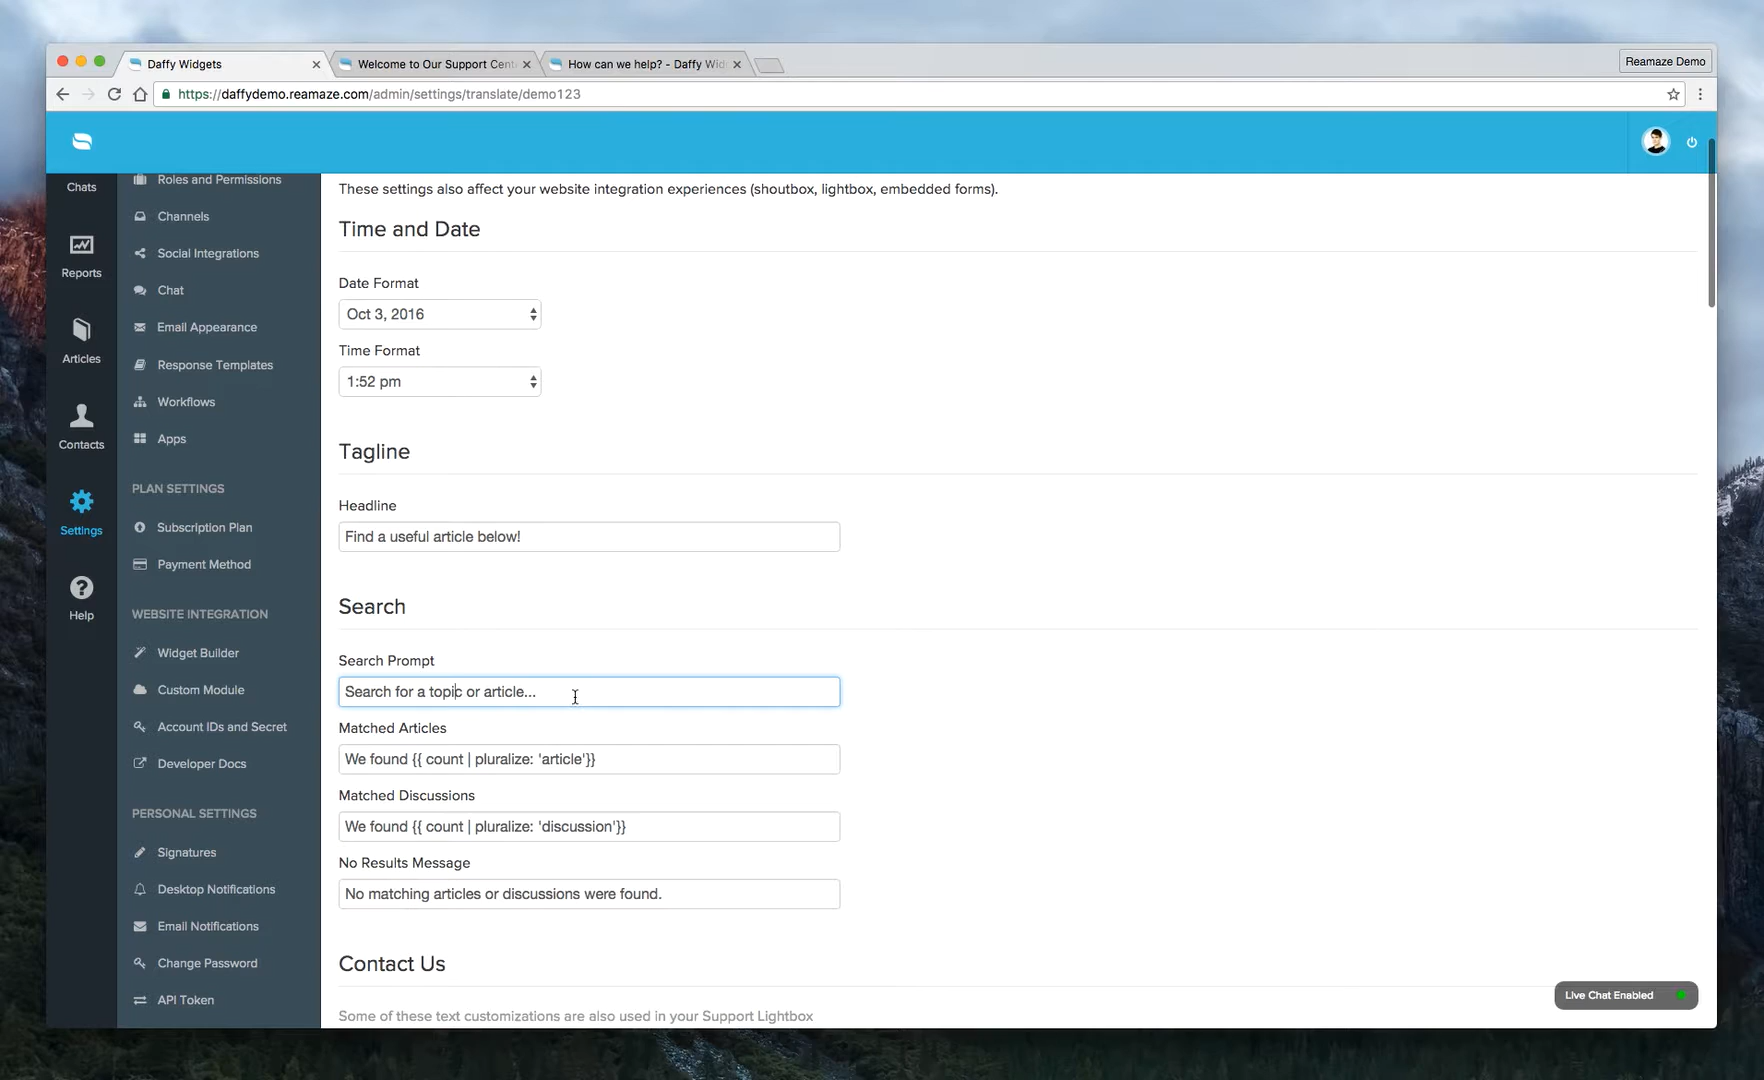 Daffy Widgets
Welcome to Our Support Cent
How can we help? - Daffy Wid
Reamaze Demo
https://daffydemo.reamaze.com/admin/settings/translate/demo123
Chats
Reports
Articles
Contacts
Settings
Help
Roles and Permissions
Channels
Social Integrations
Chat
Email Appearance
Response Templates
Workflows
Apps
PLAN SETTINGS
Subscription Plan
Payment Method
WEBSITE INTEGRATION
Widget Builder
Custom Module
Account IDs and Secret
Developer Docs
PERSONAL SETTINGS
Signatures
Desktop Notifications
Email Notifications
Change Password
API Token
These settings also affect your website integration experiences (shoutbox, lightbox, embedded forms).
Time and Date
Date Format
Oct 3, 2016
Time Format
1:52 pm
Tagline
Headline
Find a useful article below!
Search
Search Prompt
Search for a topic or article...
Matched Articles
We found {{ count | pluralize: 'article'}}
Matched Discussions
We found {{ count | pluralize: 'discussion'}}
No Results Message
No matching articles or discussions were found.
Contact Us
Some of these text customizations are also used in your Support Lightbox
Live Chat Enabled